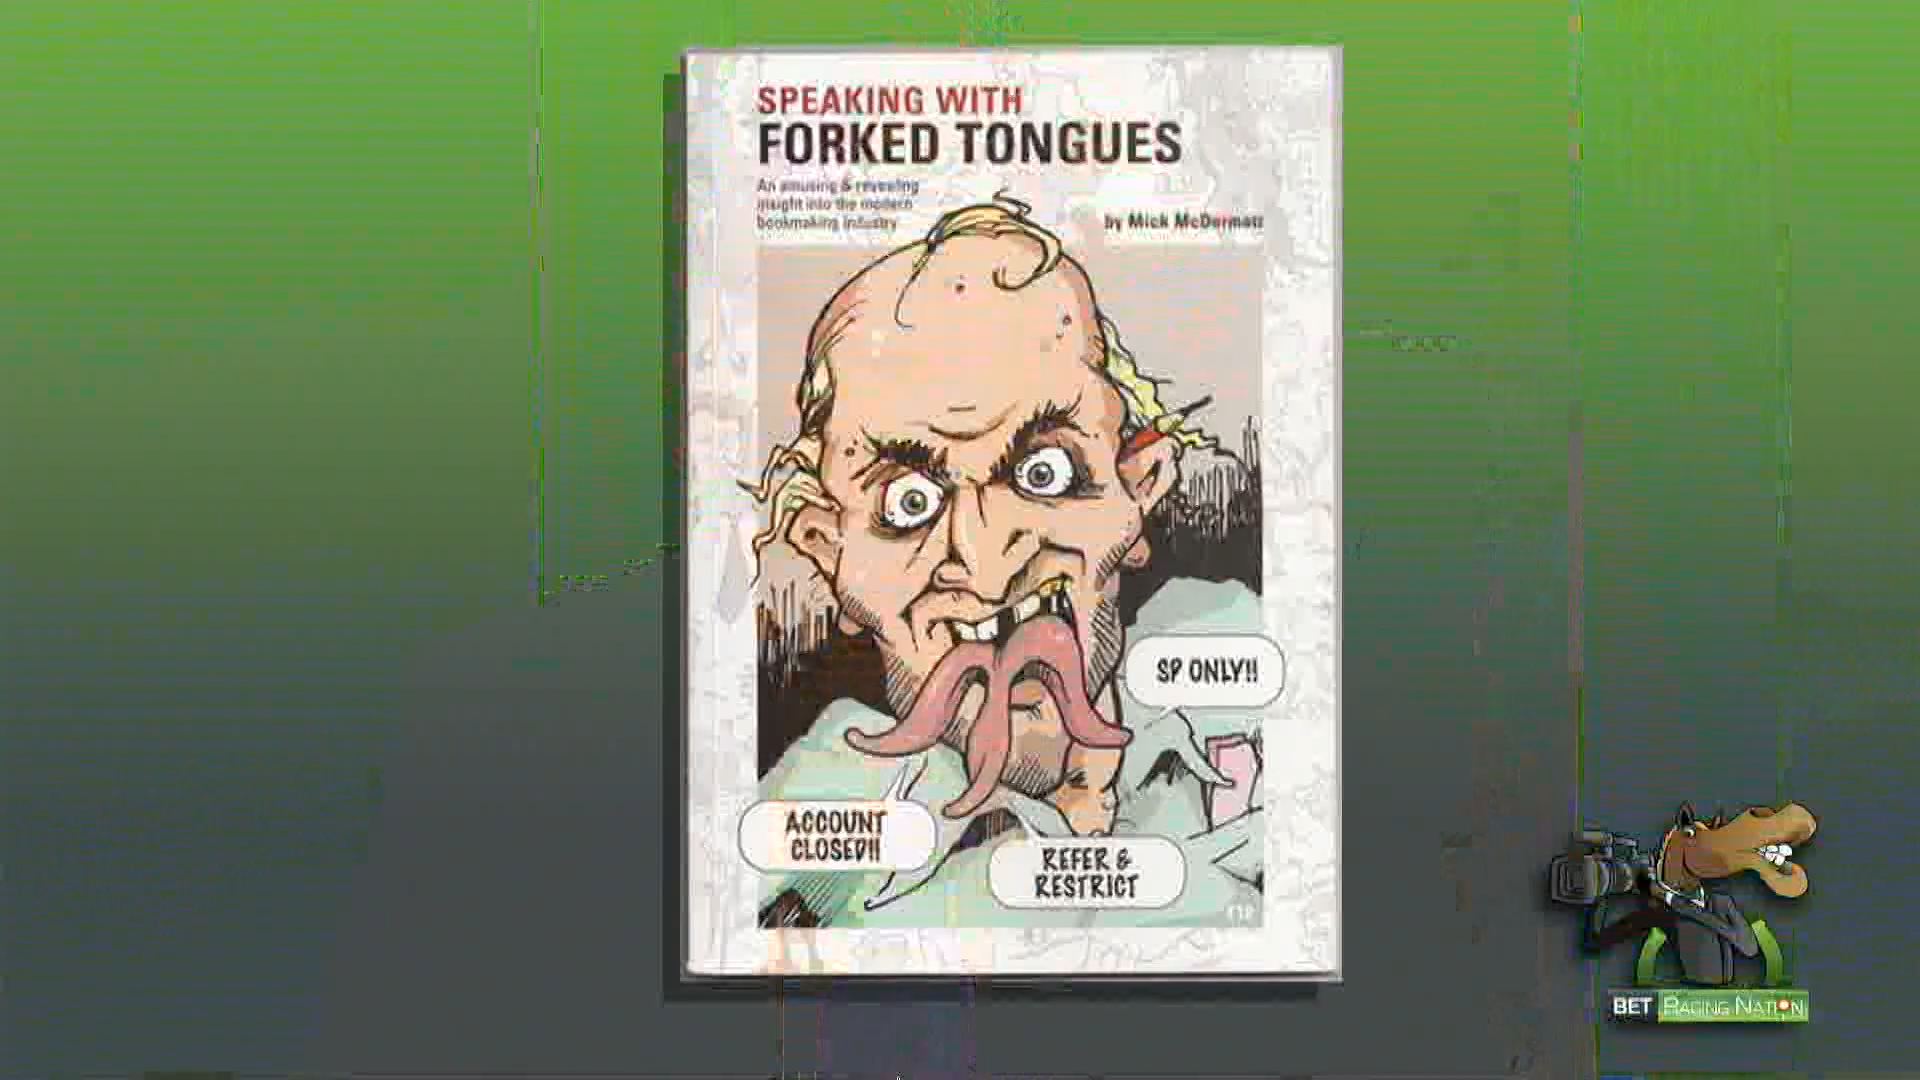 SPEAKING WITH
FORKED TONGUES
An amusing & revealing
insight into the modern
bookmaking industry
by Mick McDermott
SP ONLY!!
ACCOUNT
CLOSED!!
REFER &
RESTRICT
£10
BET RACING NATION